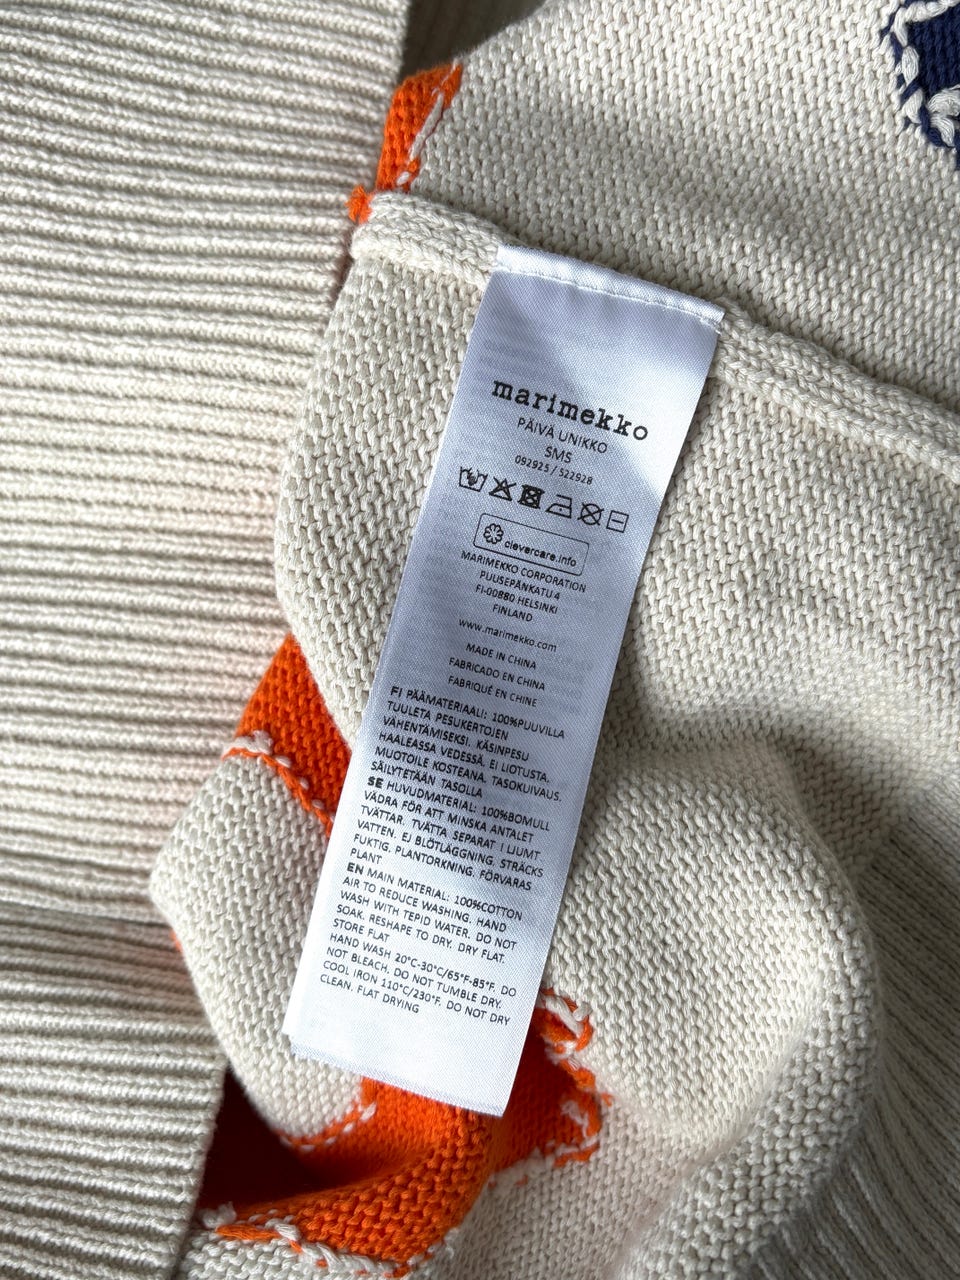 marimekko
PÄIVÄ UNIKKO
SMS
092925 / 522928
clevercare.info
MARIMEKKO CORPORATION
PUUSEPÄNKATU 4
FI-00880 HELSINKI
FINLAND
www.marimekko.com
MADE IN CHINA
FABRICADO EN CHINA
FABRIQUÉ EN CHINE
FI PÄÄMATERIAALI: 100%PUUVILLA
TUULETA PESUKERTOJEN
VÄHENTÄMISEKSI. KÄSINPESU
HAALEASSA VEDESSÄ. EI LIOTUSTA.
MUOTOILE KOSTEANA. TASOKUIVAUS.
SÄILYTETÄÄN TASOLLA
SE HUVUDMATERIAL: 100%BOMULL
VÄDRA FÖR ATT MINSKA ANTALET
TVÄTTAR. TVÄTTA SEPARAT I LJUMT
VATTEN. EJ BLÖTLÄGGNING. STRÄCKS
FUKTIG. PLANTORKNING. FÖRVARAS
PLANT
EN MAIN MATERIAL: 100%COTTON
AIR TO REDUCE WASHING. HAND
WASH WITH TEPID WATER. DO NOT
SOAK. RESHAPE TO DRY. DRY FLAT.
STORE FLAT
HAND WASH 20°C-30°C/65°F-85°F. DO
NOT BLEACH. DO NOT TUMBLE DRY.
COOL IRON 110°C/230°F. DO NOT DRY
CLEAN. FLAT DRYING